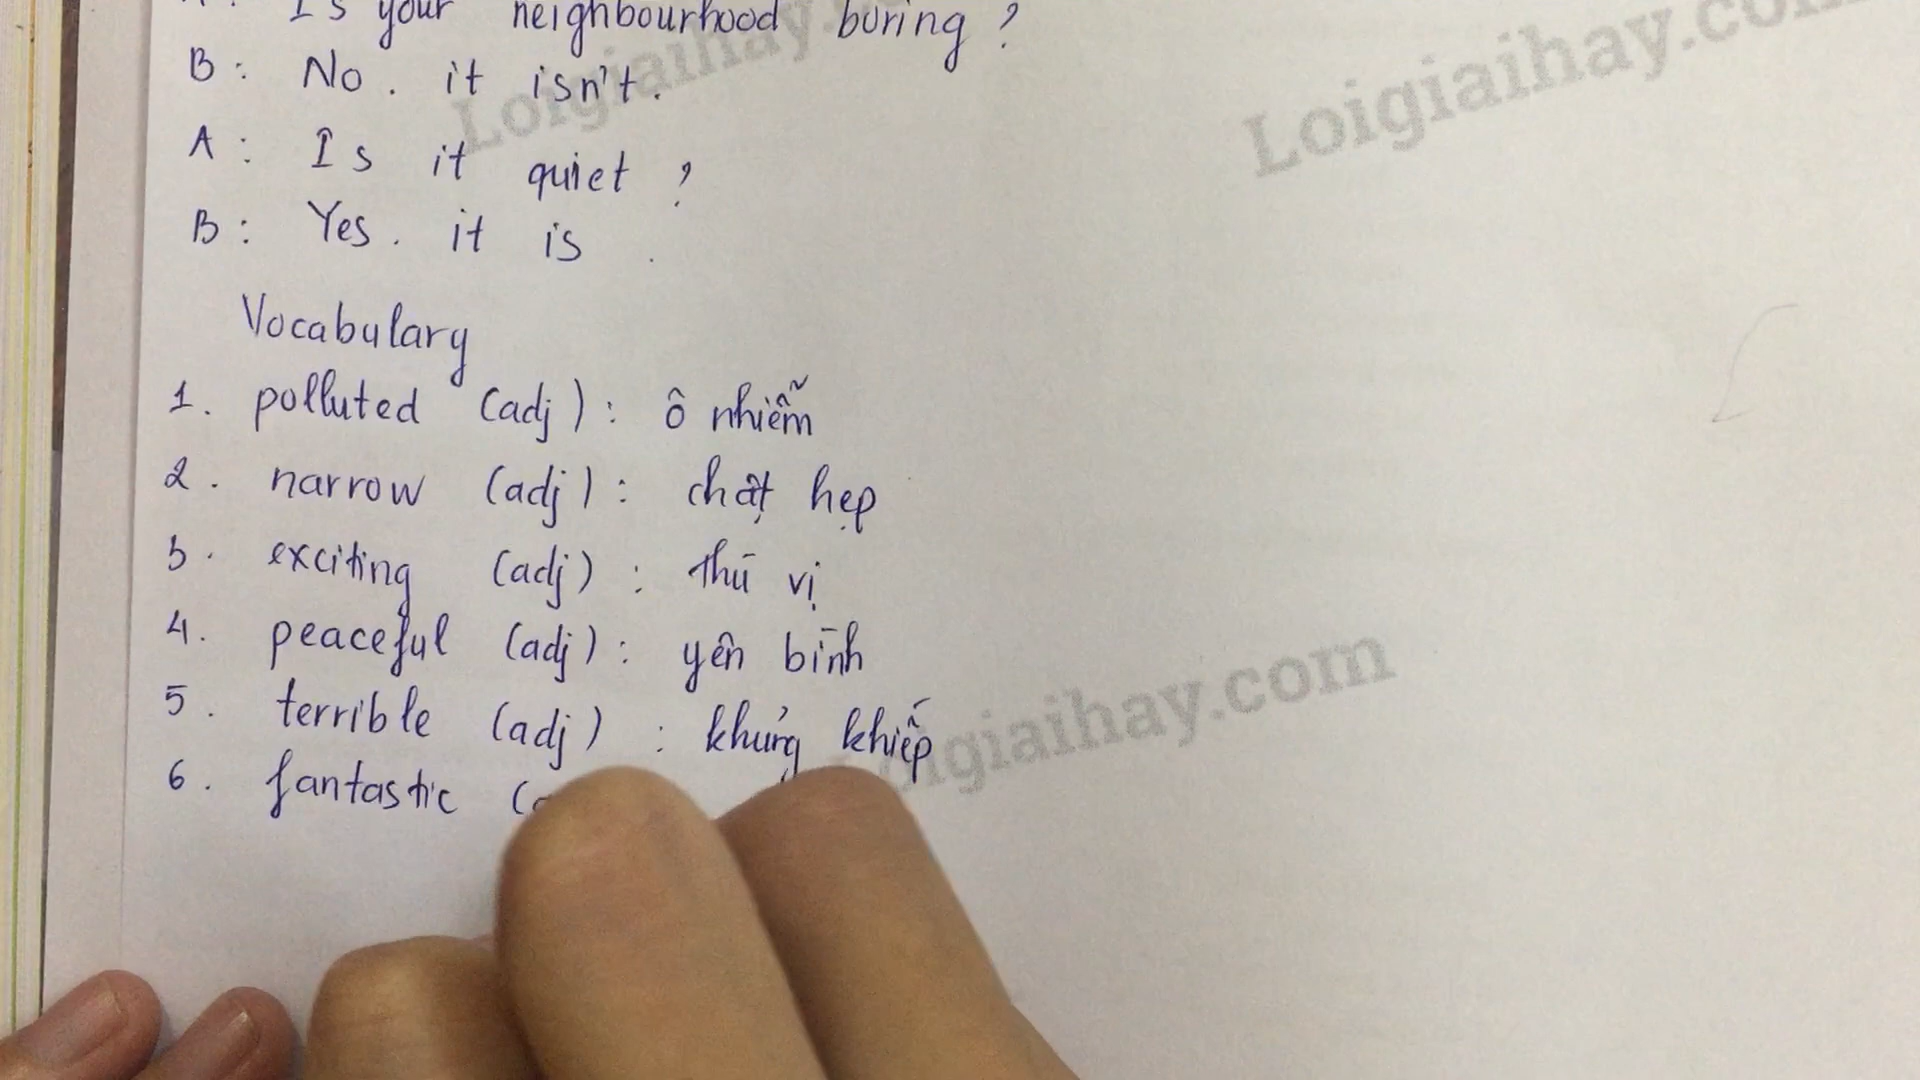 A: Is your neighbourhood boring ?
B: No. it isn't.
A: Is it quiet ?
B: Yes. it is .
Vocabulary
1. polluted (adj): ô nhiễm
2. narrow (adj): chật hẹp
3. exciting (adj): thú vị
4. peaceful (adj): yên bình
5. terrible (adj): khủng khiếp
6. fantastic
Loigiaihay.com
Loigiaihay.com
Loigiaihay.com